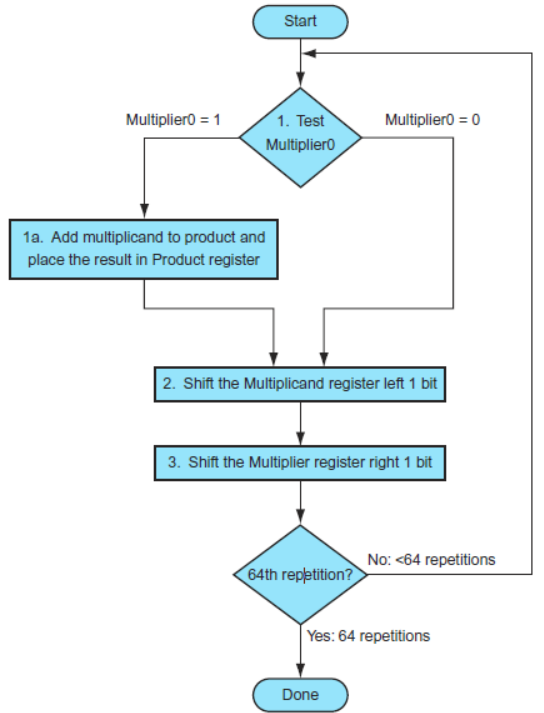 Start
Multiplier0 = 1
1. Test
Multiplier0
Multiplier0 = 0
1a. Add multiplicand to product and
place the result in Product register
2. Shift the Multiplicand register left 1 bit
3. Shift the Multiplier register right 1 bit
64th repetition?
No: <64 repetitions
Yes: 64 repetitions
Done